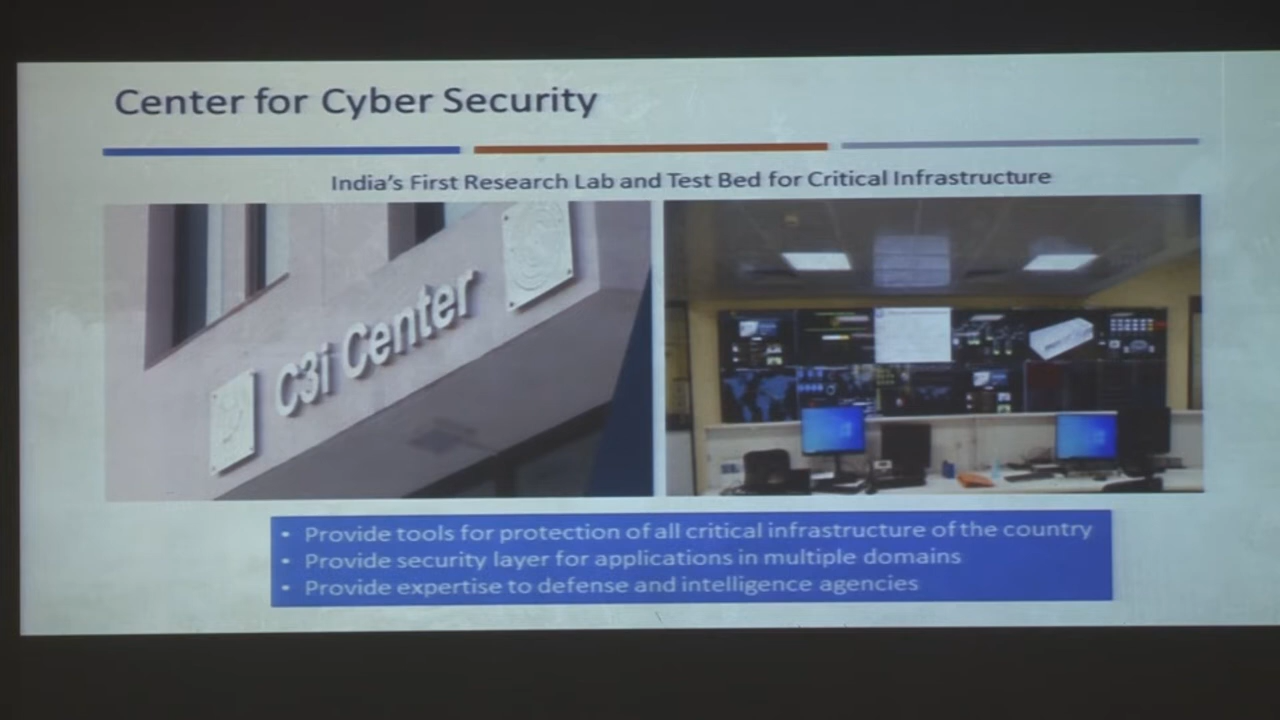 Center for Cyber Security
India's First Research Lab and Test Bed for Critical Infrastructure
C3i Center
• Provide tools for protection of all critical infrastructure of the country
• Provide security layer for applications in multiple domains
• Provide expertise to defense and intelligence agencies